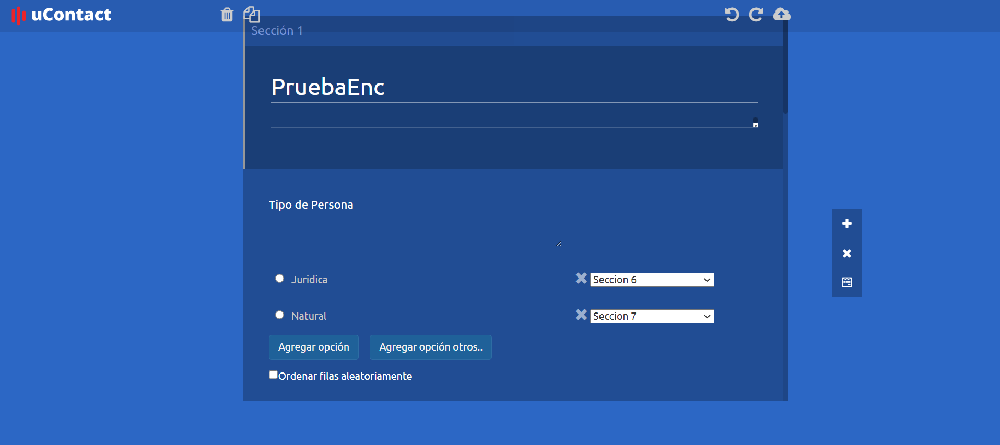 uContact
Sección 1
PruebaEnc
Tipo de Persona
Juridica
Seccion 6
Natural
Seccion 7
Agregar opción
Agregar opción otros..
Ordenar filas aleatoriamente